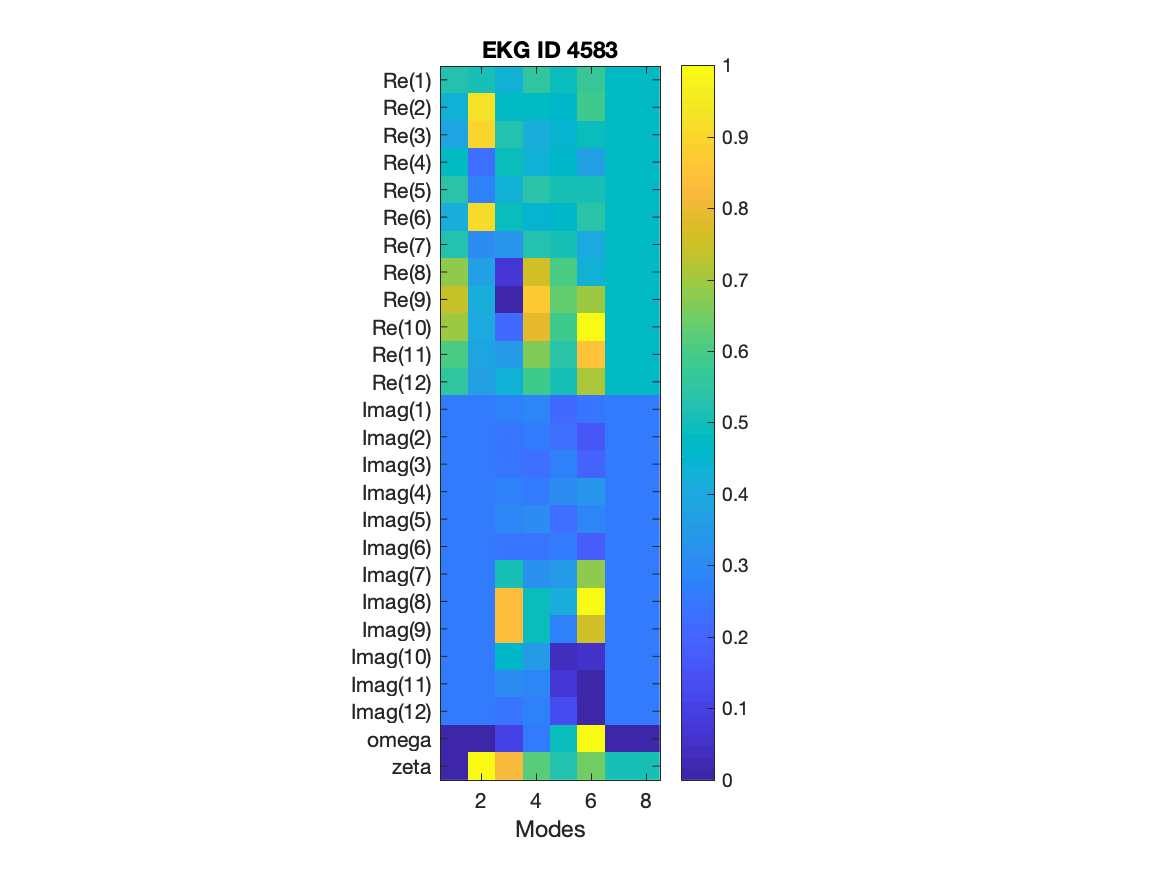 EKG ID 4583
Re(1)
Re(2)
Re(3)
Re(4)
Re(5)
Re(6)
Re(7)
Re(8)
Re(9)
Re(10)
Re(11)
Re(12)
Imag(1)
Imag(2)
Imag(3)
Imag(4)
Imag(5)
Imag(6)
Imag(7)
Imag(8)
Imag(9)
Imag(10)
Imag(11)
Imag(12)
omega
zeta
2 4 6 8
Modes
1
0.9
0.8
0.7
0.6
0.5
0.4
0.3
0.2
0.1
0